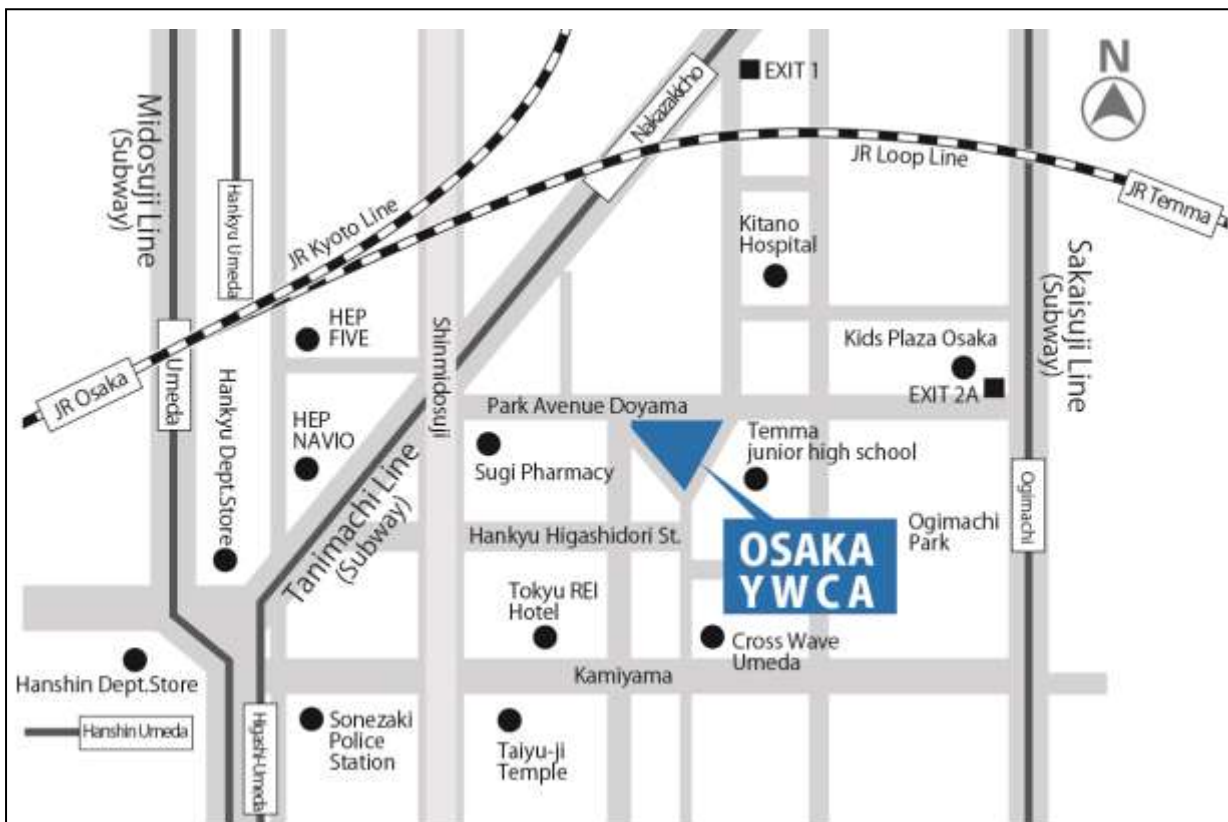 N
EXIT 1
Nakazakicho
JR Loop Line
JR Temma
Midosuji Line
(Subway)
Hankyu Umeda
JR Kyoto Line
Kitano
Hospital
Sakaisuji Line
(Subway)
HEP
FIVE
Shinmidosuji
Kids Plaza Osaka
EXIT 2A
JR Osaka
Umeda
Hankyu Dept.Store
Park Avenue Doyama
HEP
NAVIO
Sugi Pharmacy
Temma
junior high school
Tanimachi Line
(Subway)
Ogimachi
Hankyu Higashidori St.
OSAKA
YWCA
Ogimachi
Park
Tokyu REI
Hotel
Cross Wave
Umeda
Hanshin Dept.Store
Kamiyama
Hanshin Umeda
Higashi-Umeda
Sonezaki
Police
Station
Taiyu-ji
Temple